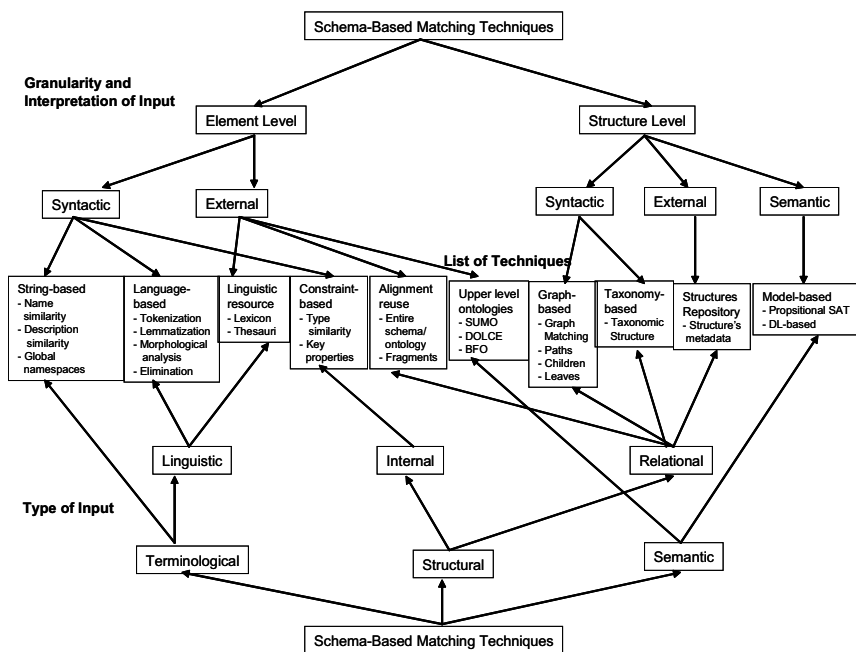 Schema-Based Matching Techniques
Granularity and
Interpretation of Input
Element Level
Structure Level
Syntactic
External
Syntactic
External
Semantic
List of Techniques
String-based
- Name
similarity
- Description
similarity
- Global
namespaces
Language-
based
- Tokenization
- Lemmatization
- Morphological
analysis
- Elimination
Linguistic
resource
- Lexicon
- Thesauri
Constraint-
based
- Type
similarity
- Key
properties
Alignment
reuse
- Entire
schema/
ontology
- Fragments
Upper level
ontologies
- SUMO
- DOLCE
- BFO
Graph-
based
- Graph
Matching
- Paths
- Children
- Leaves
Taxonomy-
based
- Taxonomic
Structure
Structures
Repository
- Structure's
metadata
Model-based
- Propsitional SAT
- DL-based
Linguistic
Internal
Relational
Type of Input
Terminological
Structural
Semantic
Schema-Based Matching Techniques